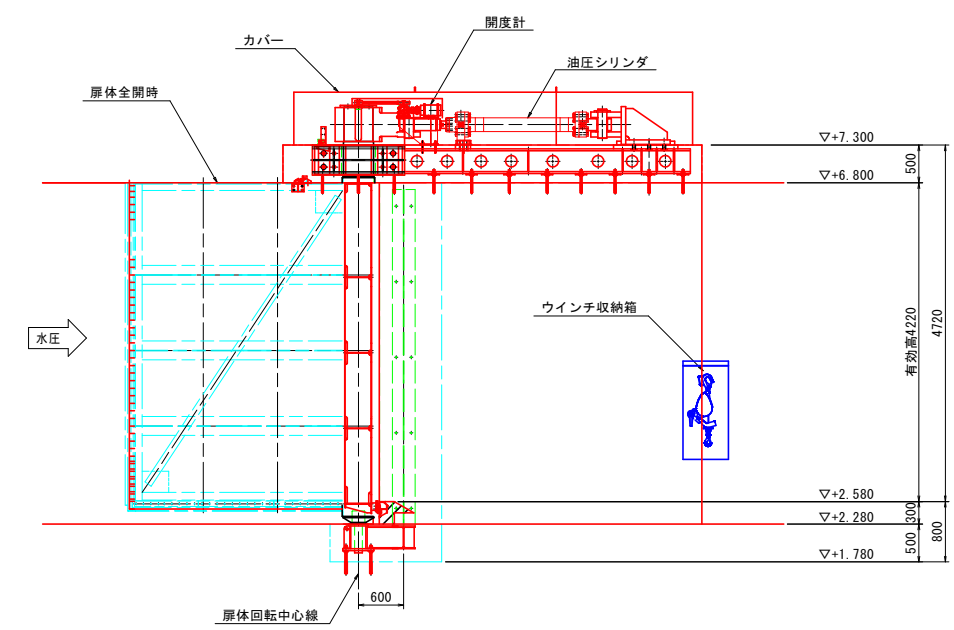 開度計
カバー
油圧シリンダ
扉体全開時
▽+7.300
500
▽+6.800
ウインチ収納箱
水圧
有効高4220
4720
▽+2.580
300
▽+2.280
800
500
▽+1.780
600
扉体回転中心線